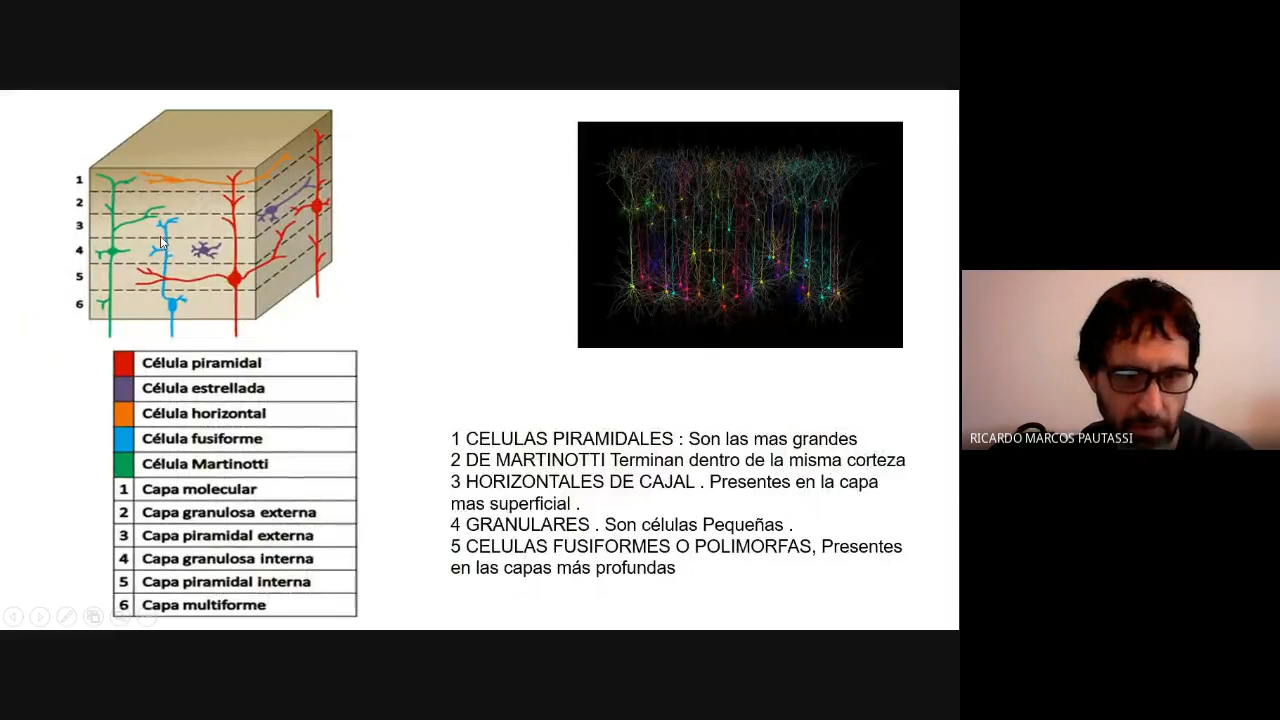 1
2
3
4
5
6
Célula piramidal
Célula estrellada
Célula horizontal
Célula fusiforme
Célula Martinotti
1 Capa molecular
2 Capa granulosa externa
3 Capa piramidal externa
4 Capa granulosa interna
5 Capa piramidal interna
6 Capa multiforme
1 CELULAS PIRAMIDALES : Son las mas grandes
2 DE MARTINOTTI Terminan dentro de la misma corteza
3 HORIZONTALES DE CAJAL . Presentes en la capa
mas superficial .
4 GRANULARES . Son células Pequeñas .
5 CELULAS FUSIFORMES O POLIMORFAS, Presentes
en las capas más profundas
RICARDO MARCOS PAUTASSI